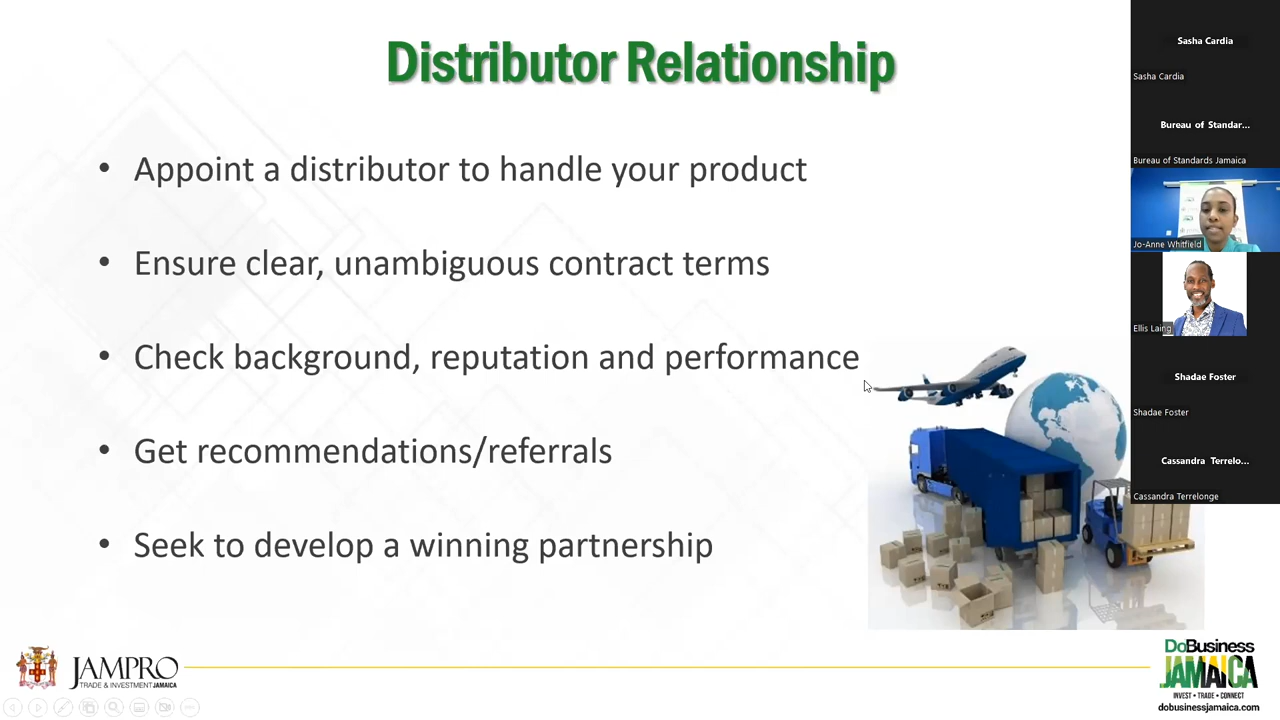 Distributor Relationship
• Appoint a distributor to handle your product
• Ensure clear, unambiguous contract terms
• Check background, reputation and performance
• Get recommendations/referrals
• Seek to develop a winning partnership
Sasha Cardia
Sasha Cardia
Bureau of Standar...
Bureau of Standards Jamaica
Jo-Anne Whitfield
Ellis Laing
Shadae Foster
Shadae Foster
Cassandra Terrelo...
Cassandra Terrelonge
JAMPRO
TRADE & INVESTMENT JAMAICA
DoBusiness
JAMAICA
INVEST • TRADE • CONNECT
dobusinessjamaica.com